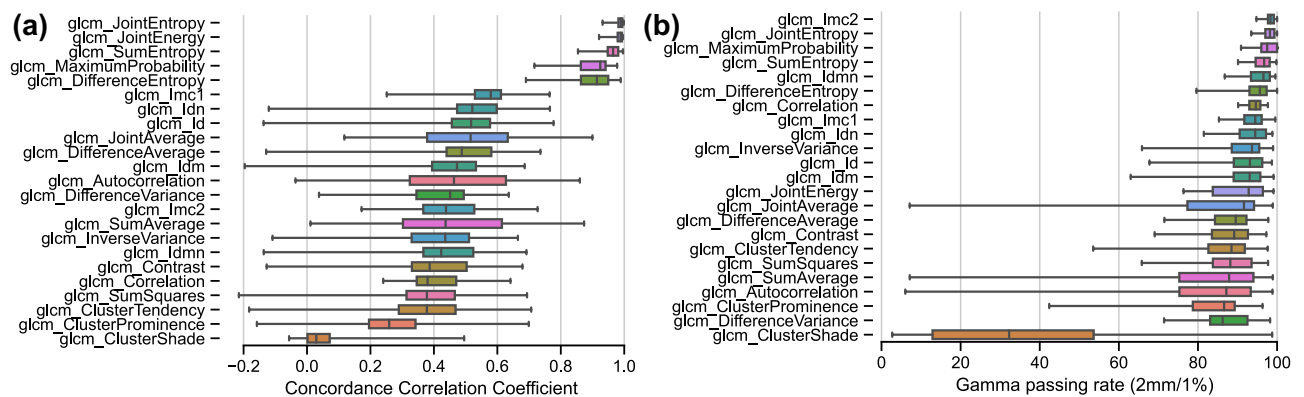 (a)
glcm_JointEntropy
glcm_JointEnergy
glcm_SumEntropy
glcm_MaximumProbability
glcm_DifferenceEntropy
glcm_Imc1
glcm_Idn
glcm_Id
glcm_JointAverage
glcm_DifferenceAverage
glcm_Idm
glcm_Autocorrelation
glcm_DifferenceVariance
glcm_Imc2
glcm_SumAverage
glcm_InverseVariance
glcm_Idmn
glcm_Contrast
glcm_Correlation
glcm_SumSquares
glcm_ClusterTendency
glcm_ClusterProminence
glcm_ClusterShade
−0.2 0.0 0.2 0.4 0.6 0.8 1.0
Concordance Correlation Coefficient
(b)
glcm_Imc2
glcm_JointEntropy
glcm_MaximumProbability
glcm_SumEntropy
glcm_Idmn
glcm_DifferenceEntropy
glcm_Correlation
glcm_Imc1
glcm_Idn
glcm_InverseVariance
glcm_Id
glcm_Idm
glcm_JointEnergy
glcm_JointAverage
glcm_DifferenceAverage
glcm_Contrast
glcm_ClusterTendency
glcm_SumSquares
glcm_SumAverage
glcm_Autocorrelation
glcm_ClusterProminence
glcm_DifferenceVariance
glcm_ClusterShade
0 20 40 60 80 100
Gamma passing rate (2mm/1%)